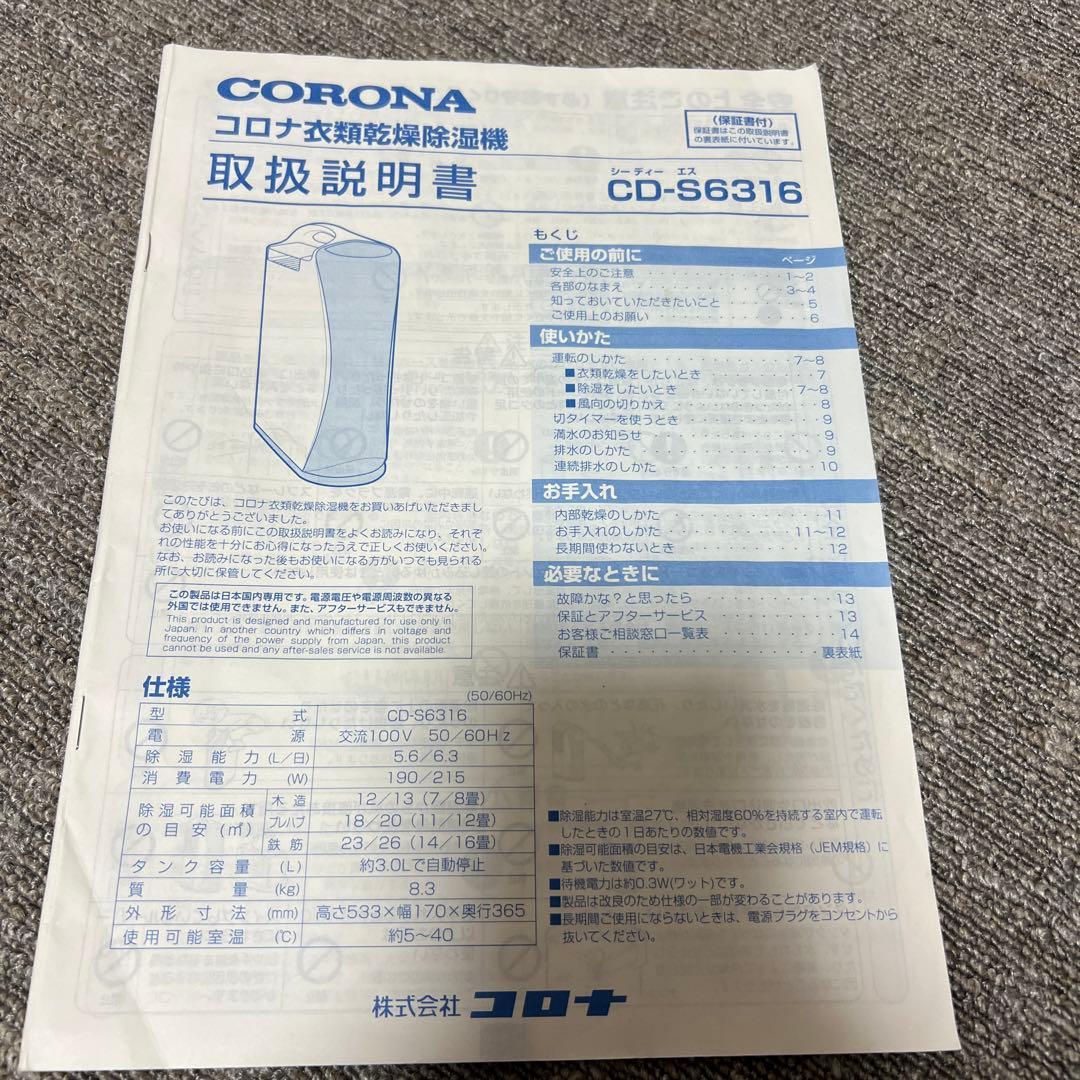 CORONA
コロナ衣類乾燥除湿機
取扱説明書
(保証書付)
保証書はこの取扱説明書
の裏表紙に付いています。
シーディー エス
CD-S6316
もくじ
ご使用の前に ページ
安全上のご注意 1〜2
各部のなまえ 3〜4
知っておいていただきたいこと 5
ご使用上のお願い 6
使いかた
運転のしかた 7〜8
■衣類乾燥をしたいとき 7
■除湿をしたいとき 7〜8
■風向の切りかえ 8
切タイマーを使うとき 9
満水のお知らせ 9
排水のしかた 9
連続排水のしかた 10
お手入れ
内部乾燥のしかた 11
お手入れのしかた 11〜12
長期間使わないとき 12
必要なときに
故障かな?と思ったら 13
保証とアフターサービス 13
お客様ご相談窓口一覧表 14
保証書 裏表紙
このたびは、コロナ衣類乾燥除湿機をお買いあげいただきまし
てありがとうございました。
お使いになる前にこの取扱説明書をよくお読みになり、それぞ
れの性能を十分にお心得になったうえで正しくお使いください。
なお、お読みになった後もお使いになる方がいつでも見られる
所に大切に保管してください。
この製品は日本国内専用です。電源電圧や電源周波数の異なる
外国では使用できません。また、アフターサービスもできません。
This product is designed and manufactured for use only in
Japan. In another country which differs in voltage and
frequency of the power supply from Japan, this product
cannot be used and any after-sales service is not available.
仕様 (50/60Hz)
型式 CD-S6316
電源 交流100V 50/60Hz
除湿能力(L/日) 5.6/6.3
消費電力(W) 190/215
除湿可能面積の目安(㎡) 木造 12/13(7/8畳)
プレハブ 18/20(11/12畳)
鉄筋 23/26(14/16畳)
タンク容量(L) 約3.0Lで自動停止
質量(kg) 8.3
外形寸法(mm) 高さ533×幅170×奥行365
使用可能室温(℃) 約5〜40
■除湿能力は室温27℃、相対湿度60%を持続する室内で運転
したときの1日あたりの数値です。
■除湿可能面積の目安は、日本電機工業会規格(JEM規格)に
基づいた数値です。
■待機電力は約0.3W(ワット)です。
■製品は改良のため仕様の一部が変わることがあります。
■長期間ご使用にならないときは、電源プラグをコンセントから
抜いてください。
株式会社 コロナ